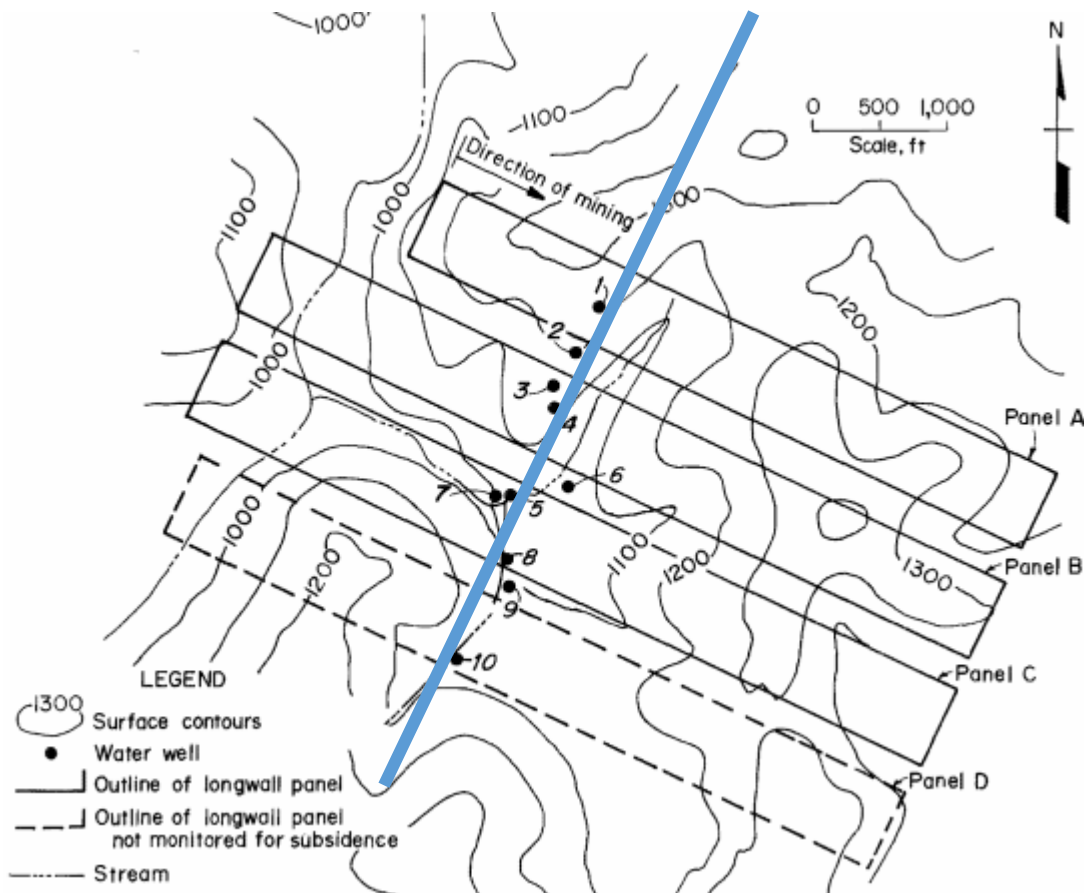 1000
1000
1100
N
0 500 1,000
Scale, ft
Direction of mining
1000
1100
1200
1
2
3
4
1000
Panel A
7
5
6
8
9
10
1000
1200
1100
1200
1300
Panel B
Panel C
Panel D
LEGEND
1300 Surface contours
Water well
Outline of longwall panel
Outline of longwall panel
not monitored for subsidence
Stream